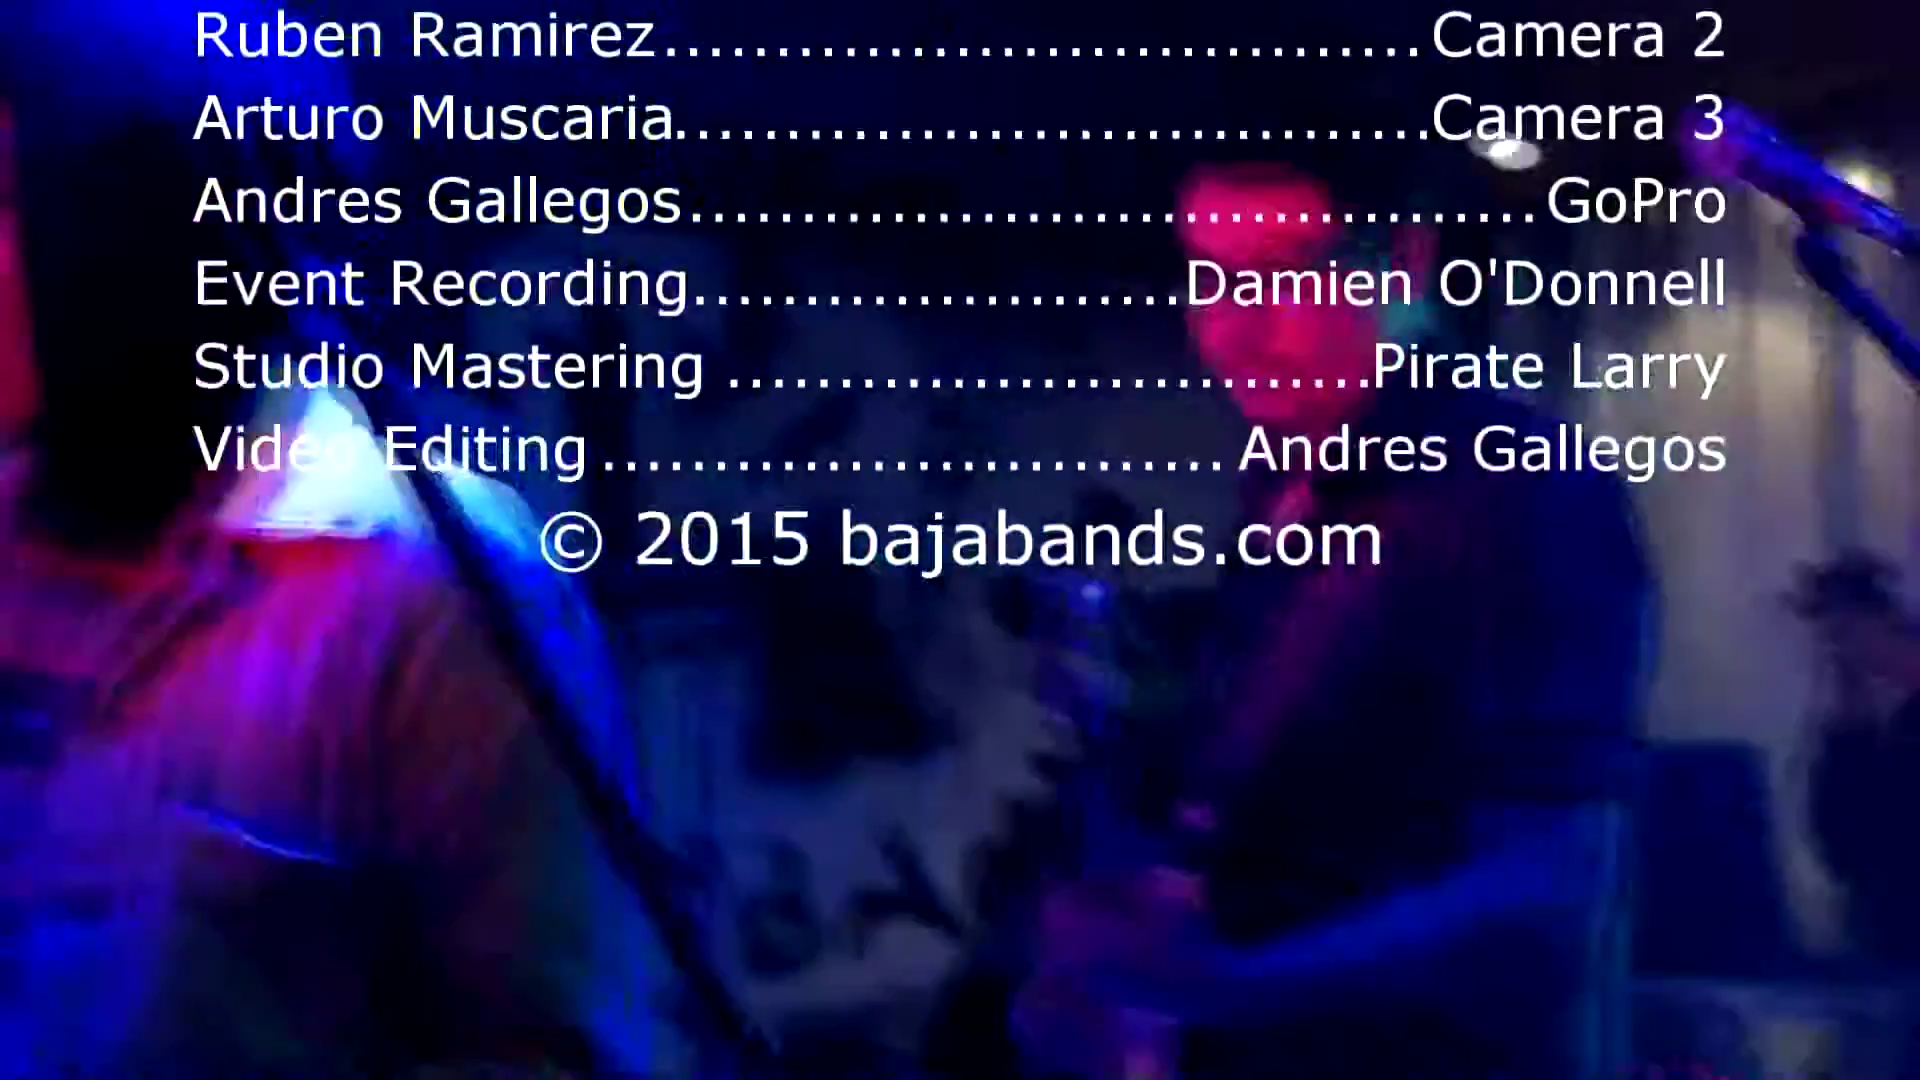 Ruben Ramirez.................................Camera 2
Arturo Muscaria.................................Camera 3
Andres Gallegos.....................................GoPro
Event Recording.....................Damien O'Donnell
Studio Mastering ............................Pirate Larry
Video Editing ........................... Andres Gallegos
© 2015 bajabands.com